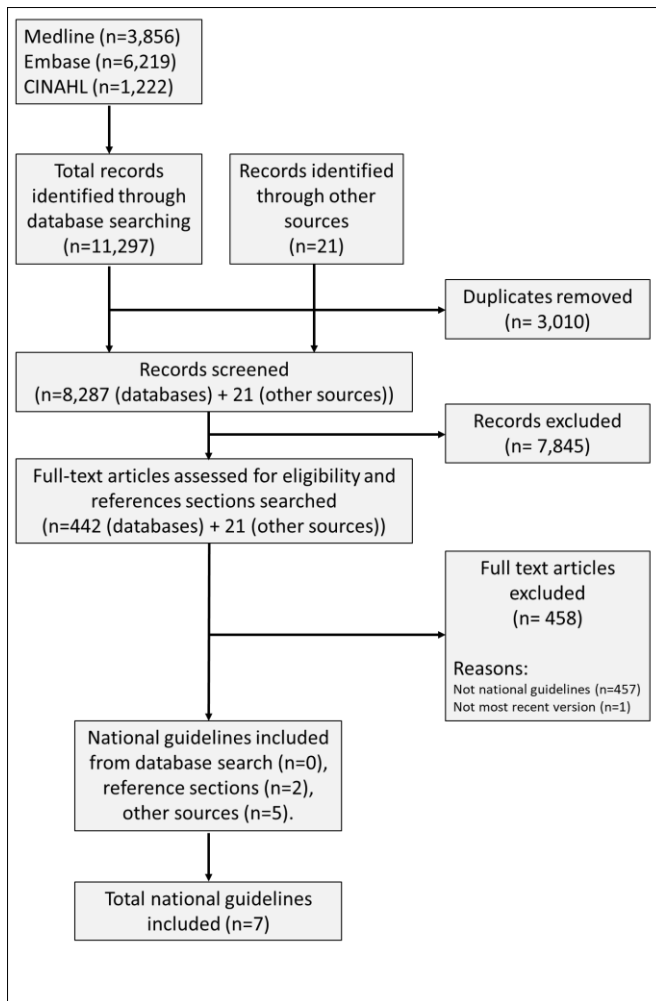 Medline (n=3,856)
Embase (n=6,219)
CINAHL (n=1,222)
Total records
identified through
database searching
(n=11,297)
Records identified
through other
sources
(n=21)
Duplicates removed
(n= 3,010)
Records screened
(n=8,287 (databases) + 21 (other sources))
Records excluded
(n= 7,845)
Full-text articles assessed for eligibility and
references sections searched
(n=442 (databases) + 21 (other sources))
Full text articles
excluded
(n= 458)
Reasons:
Not national guidelines (n=457)
Not most recent version (n=1)
National guidelines included
from database search (n=0),
reference sections (n=2),
other sources (n=5).
Total national guidelines
included (n=7)